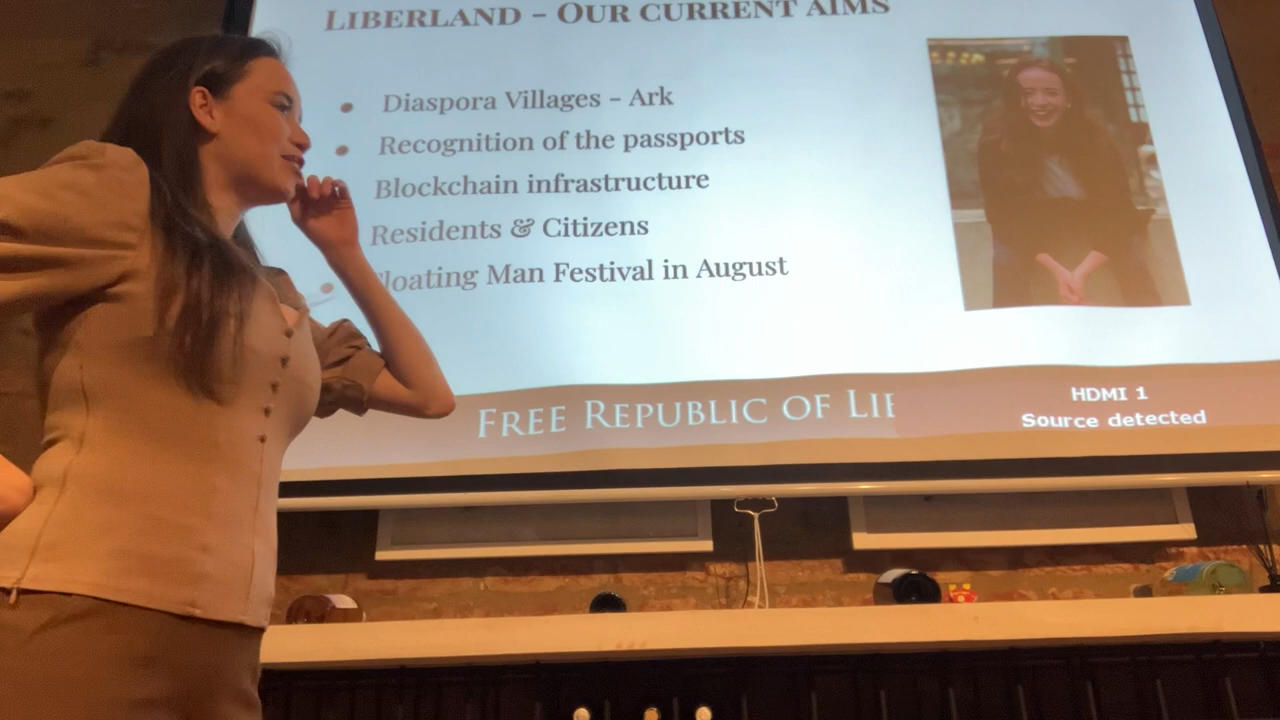 LIBERLAND – OUR CURRENT AIMS
Diaspora Villages – Ark
Recognition of the passports
Blockchain infrastructure
Residents & Citizens
loating Man Festival in August
FREE REPUBLIC OF LIE
HDMI 1
Source detected